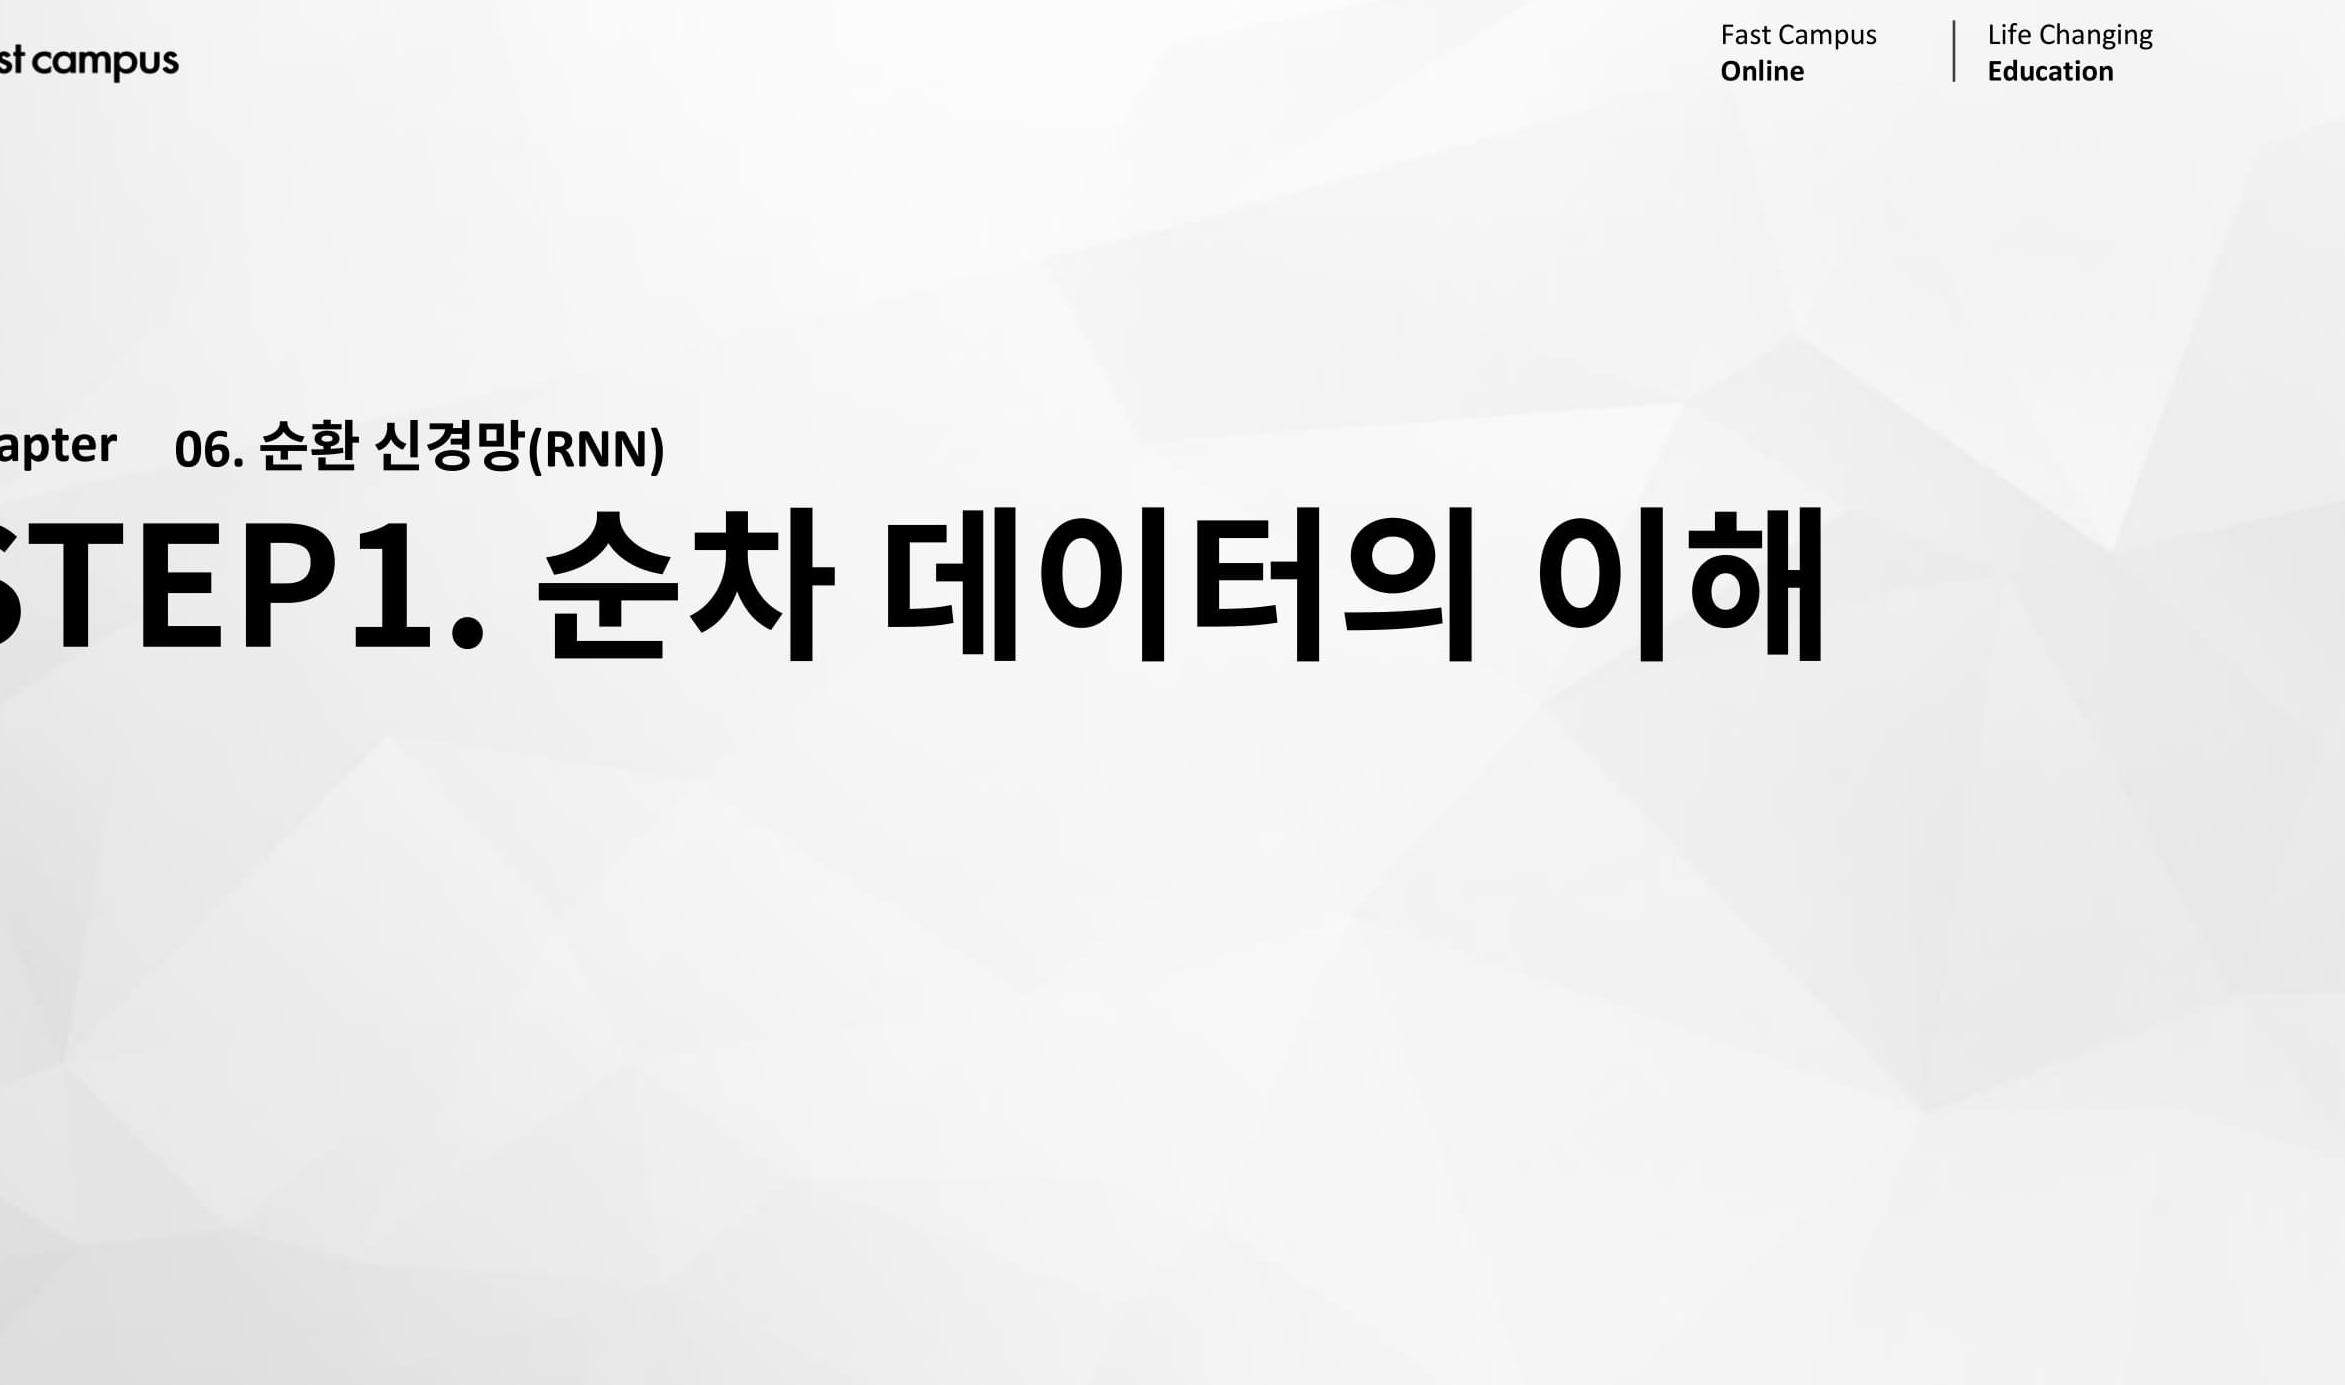 st campus
Fast Campus
Online
Life Changing
Education
apter 06. 순환 신경망(RNN)
STEP1. 순차 데이터의 이해